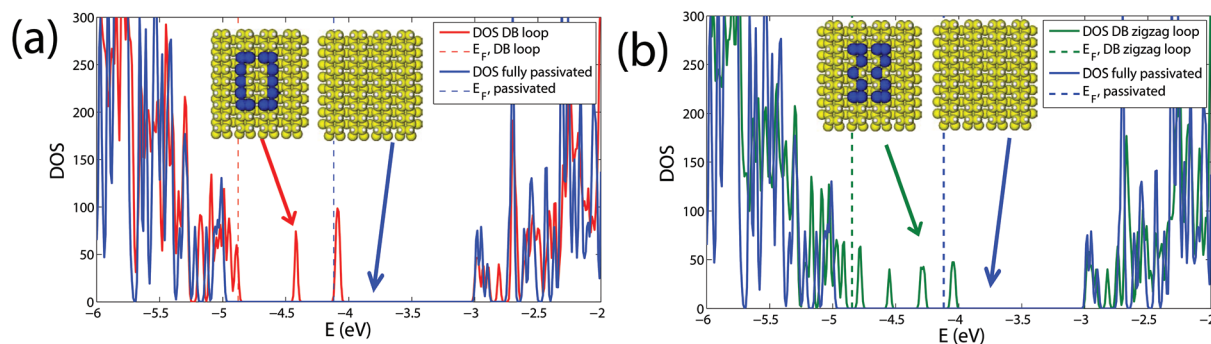 (a)
DOS
300
250
200
150
100
50
0
DOS DB loop
E_F, DB loop
DOS fully passivated
E_F, passivated
−6 −5.5 −5 −4.5 −4 −3.5 −3 −2.5 −2
E (eV)
(b)
DOS
300
250
200
150
100
50
0
DOS DB zigzag loop
E_F, DB zigzag loop
DOS fully passivated
E_F, passivated
−6 −5.5 −5 −4.5 −4 −3.5 −3 −2.5 −2
E (eV)